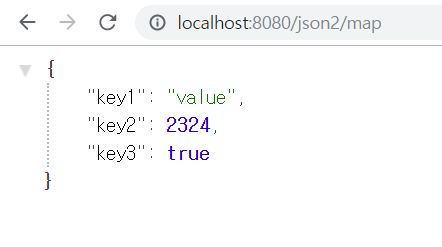 localhost:8080/json2/map
{
"key1": "value",
"key2": 2324,
"key3": true
}